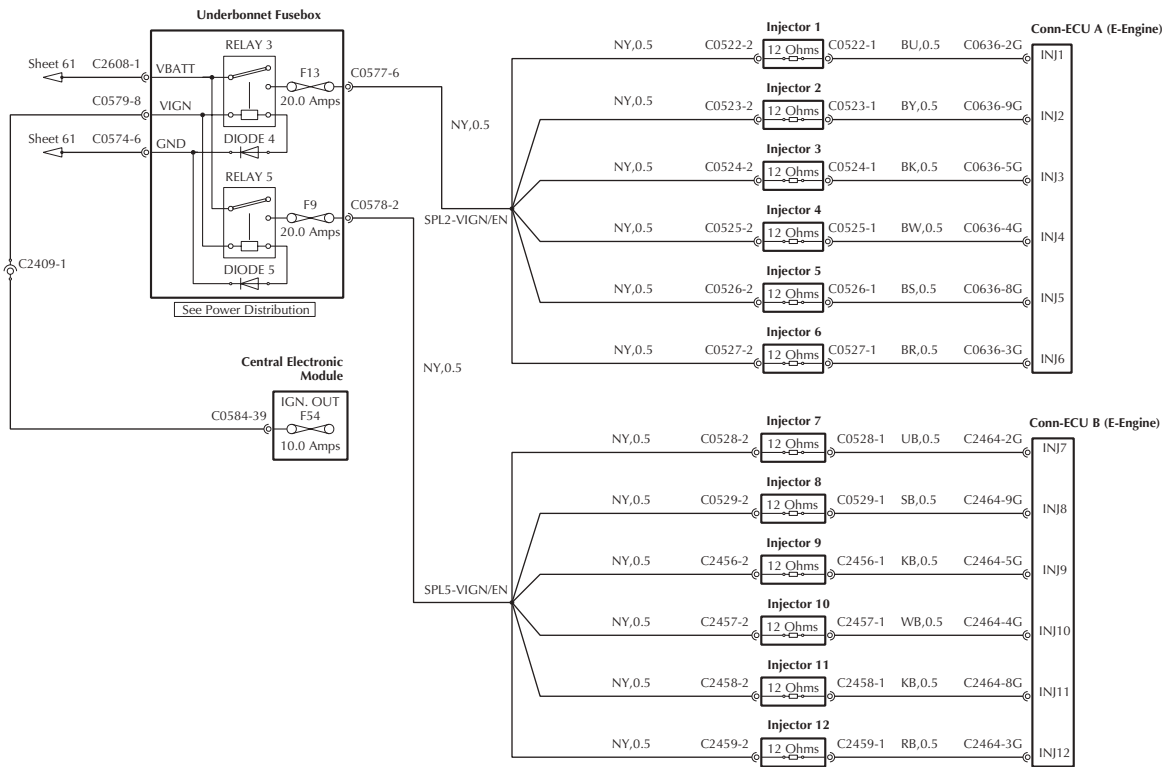 Underbonnet Fusebox
RELAY 3
Sheet 61 C2608-1 VBATT
F13
20.0 Amps
C0577-6
C0579-8 VIGN
Sheet 61 C0574-6 GND
DIODE 4
RELAY 5
F9
20.0 Amps
C0578-2
DIODE 5
See Power Distribution
C2409-1
Central Electronic
Module
IGN. OUT
F54
10.0 Amps
C0584-39
NY,0.5
SPL2-VIGN/EN
NY,0.5
SPL5-VIGN/EN
Conn-ECU A (E-Engine)
Injector 1
NY,0.5 C0522-2 12 Ohms C0522-1 BU,0.5 C0636-2G INJ1
Injector 2
NY,0.5 C0523-2 12 Ohms C0523-1 BY,0.5 C0636-9G INJ2
Injector 3
NY,0.5 C0524-2 12 Ohms C0524-1 BK,0.5 C0636-5G INJ3
Injector 4
NY,0.5 C0525-2 12 Ohms C0525-1 BW,0.5 C0636-4G INJ4
Injector 5
NY,0.5 C0526-2 12 Ohms C0526-1 BS,0.5 C0636-8G INJ5
Injector 6
NY,0.5 C0527-2 12 Ohms C0527-1 BR,0.5 C0636-3G INJ6
Conn-ECU B (E-Engine)
Injector 7
NY,0.5 C0528-2 12 Ohms C0528-1 UB,0.5 C2464-2G INJ7
Injector 8
NY,0.5 C0529-2 12 Ohms C0529-1 SB,0.5 C2464-9G INJ8
Injector 9
NY,0.5 C2456-2 12 Ohms C2456-1 KB,0.5 C2464-5G INJ9
Injector 10
NY,0.5 C2457-2 12 Ohms C2457-1 WB,0.5 C2464-4G INJ10
Injector 11
NY,0.5 C2458-2 12 Ohms C2458-1 KB,0.5 C2464-8G INJ11
Injector 12
NY,0.5 C2459-2 12 Ohms C2459-1 RB,0.5 C2464-3G INJ12